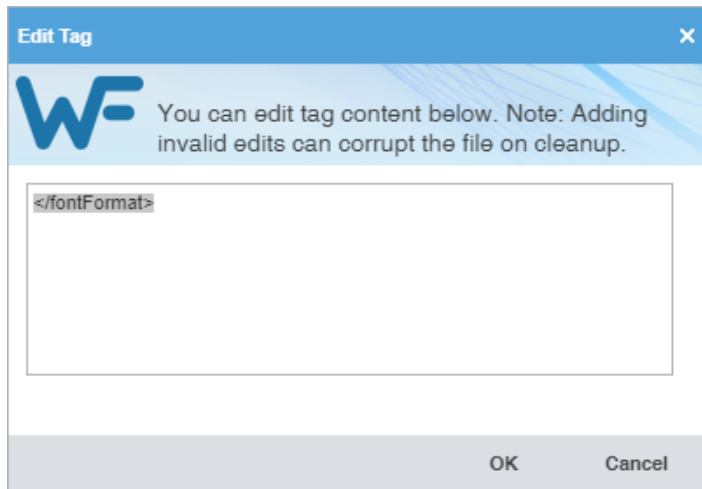 Edit Tag
WF
You can edit tag content below. Note: Adding
invalid edits can corrupt the file on cleanup.
</fontFormat>
OK Cancel